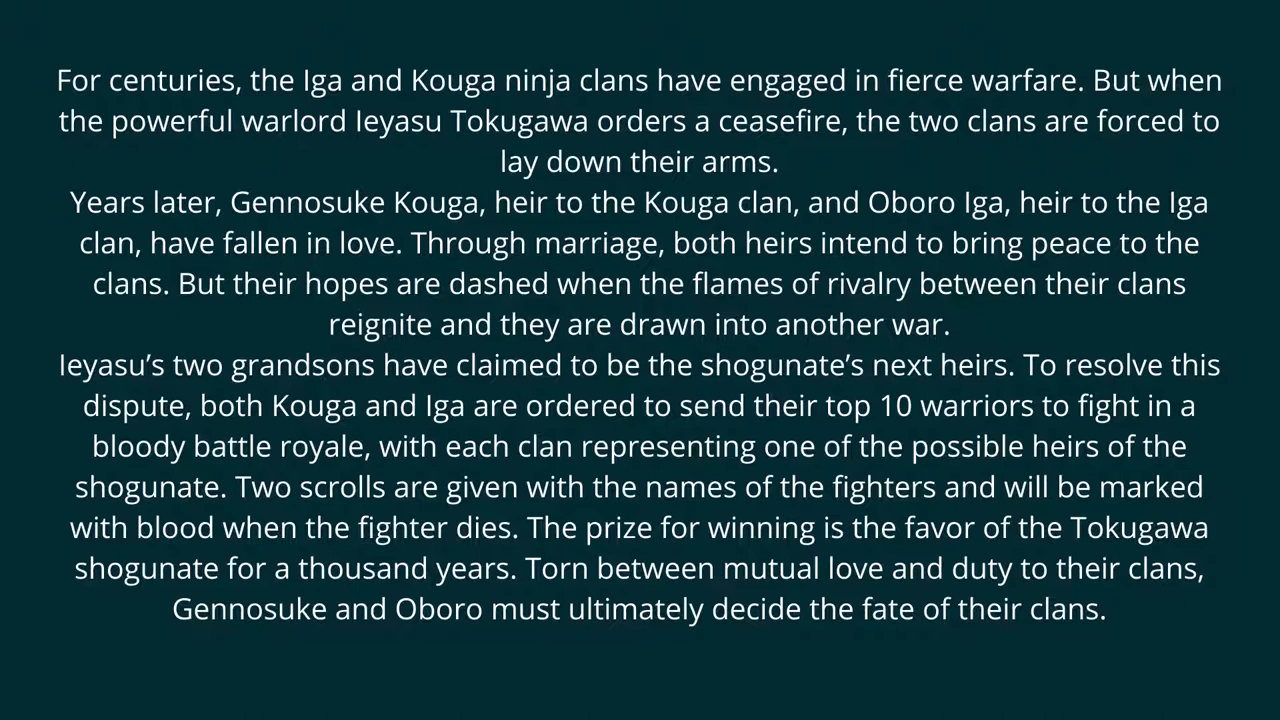 For centuries, the Iga and Kouga ninja clans have engaged in fierce warfare. But when
the powerful warlord Ieyasu Tokugawa orders a ceasefire, the two clans are forced to
lay down their arms.
Years later, Gennosuke Kouga, heir to the Kouga clan, and Oboro Iga, heir to the Iga
clan, have fallen in love. Through marriage, both heirs intend to bring peace to the
clans. But their hopes are dashed when the flames of rivalry between their clans
reignite and they are drawn into another war.
Ieyasu’s two grandsons have claimed to be the shogunate’s next heirs. To resolve this
dispute, both Kouga and Iga are ordered to send their top 10 warriors to fight in a
bloody battle royale, with each clan representing one of the possible heirs of the
shogunate. Two scrolls are given with the names of the fighters and will be marked
with blood when the fighter dies. The prize for winning is the favor of the Tokugawa
shogunate for a thousand years. Torn between mutual love and duty to their clans,
Gennosuke and Oboro must ultimately decide the fate of their clans.